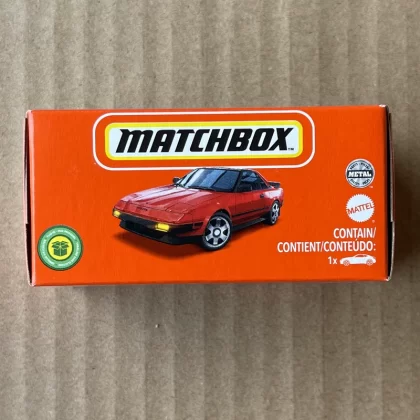 MATCHBOX
METAL
MATTEL
CONTAIN/
CONTIENT/CONTEÚDO:
1x